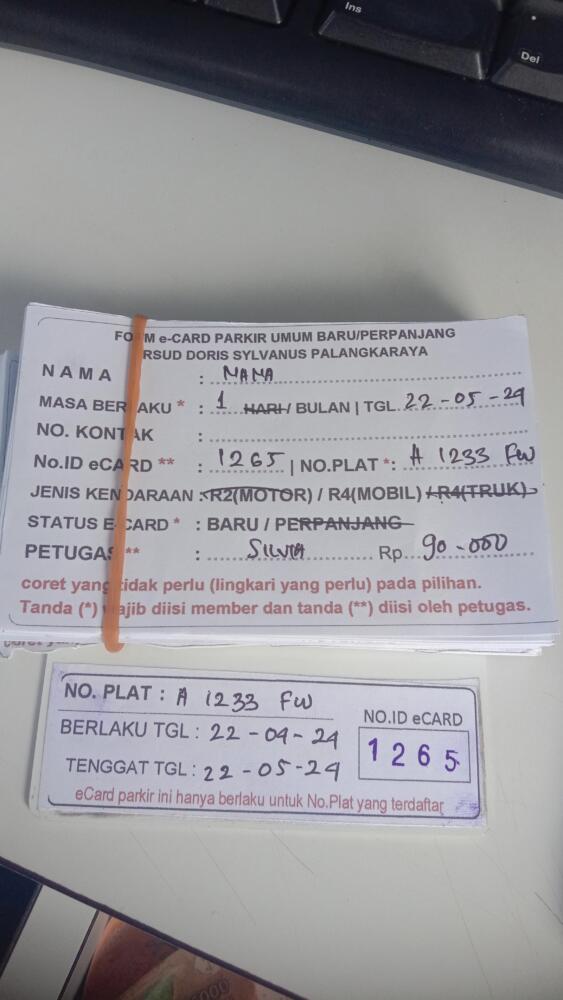 Ins
Del
FORM e-CARD PARKIR UMUM BARU/PERPANJANG
RSUD DORIS SYLVANUS PALANGKARAYA
NAMA : NANA
MASA BERLAKU * : 1 HARI / BULAN | TGL. 22-05-24
NO. KONTAK :
No.ID eCARD ** : 1265 | NO.PLAT *: A 1233 FW
JENIS KENDARAAN : R2(MOTOR) / R4(MOBIL) / R4(TRUK)
STATUS E-CARD * : BARU / PERPANJANG
PETUGAS ** : SILVIA Rp. 90.000
coret yang tidak perlu (lingkari yang perlu) pada pilihan.
Tanda (*) wajib diisi member dan tanda (**) diisi oleh petugas.
NO. PLAT : A 1233 FW
BERLAKU TGL : 22-04-24
TENGGAT TGL : 22-05-24
NO.ID eCARD
1265
eCard parkir ini hanya berlaku untuk No.Plat yang terdaftar